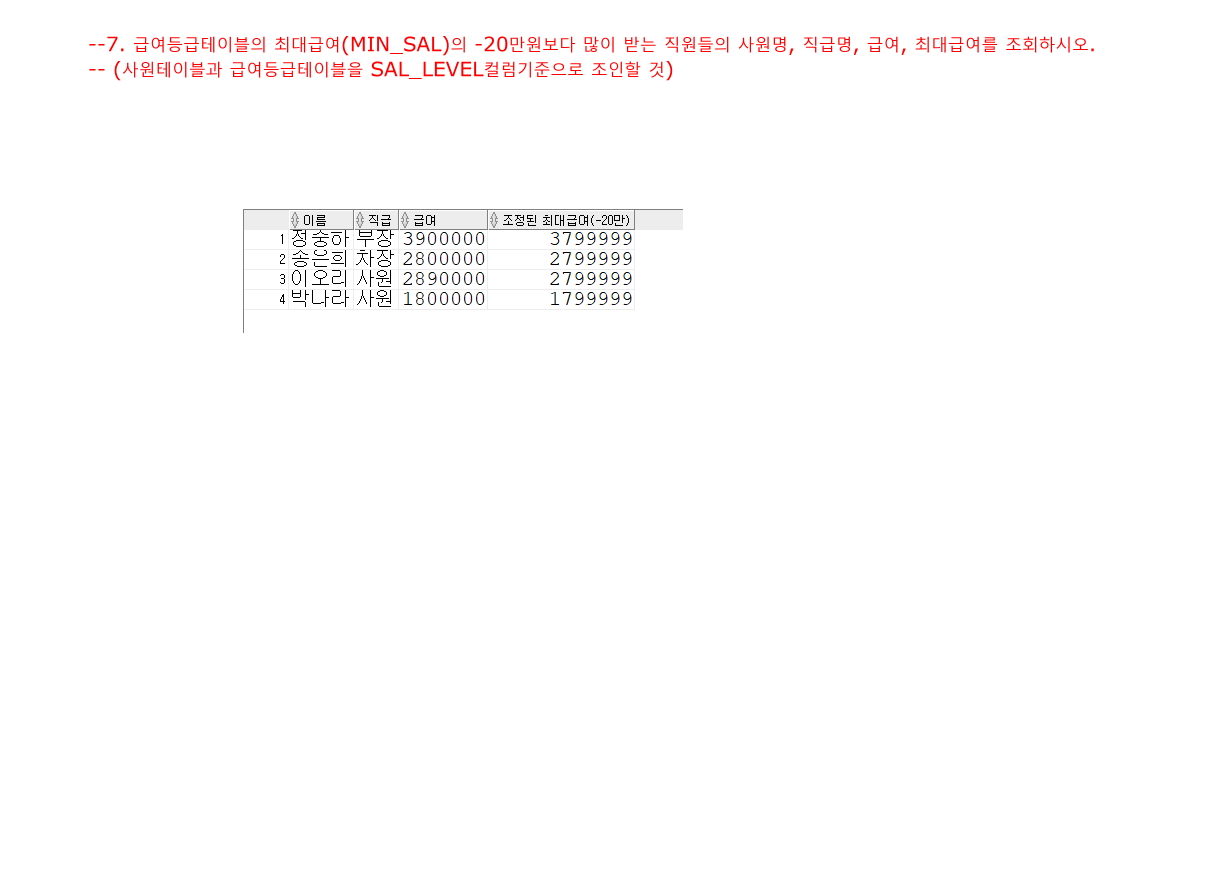 --7. 급여등급테이블의 최대급여(MIN_SAL)의 -20만원보다 많이 받는 직원들의 사원명, 직급명, 급여, 최대급여를 조회하시오.
-- (사원테이블과 급여등급테이블을 SAL_LEVEL컬럼기준으로 조인할 것)
이름 직급 급여 조정된 최대급여(-20만)
1 정중하 부장 3900000 3799999
2 송은희 차장 2800000 2799999
3 이오리 사원 2890000 2799999
4 박나라 사원 1800000 1799999